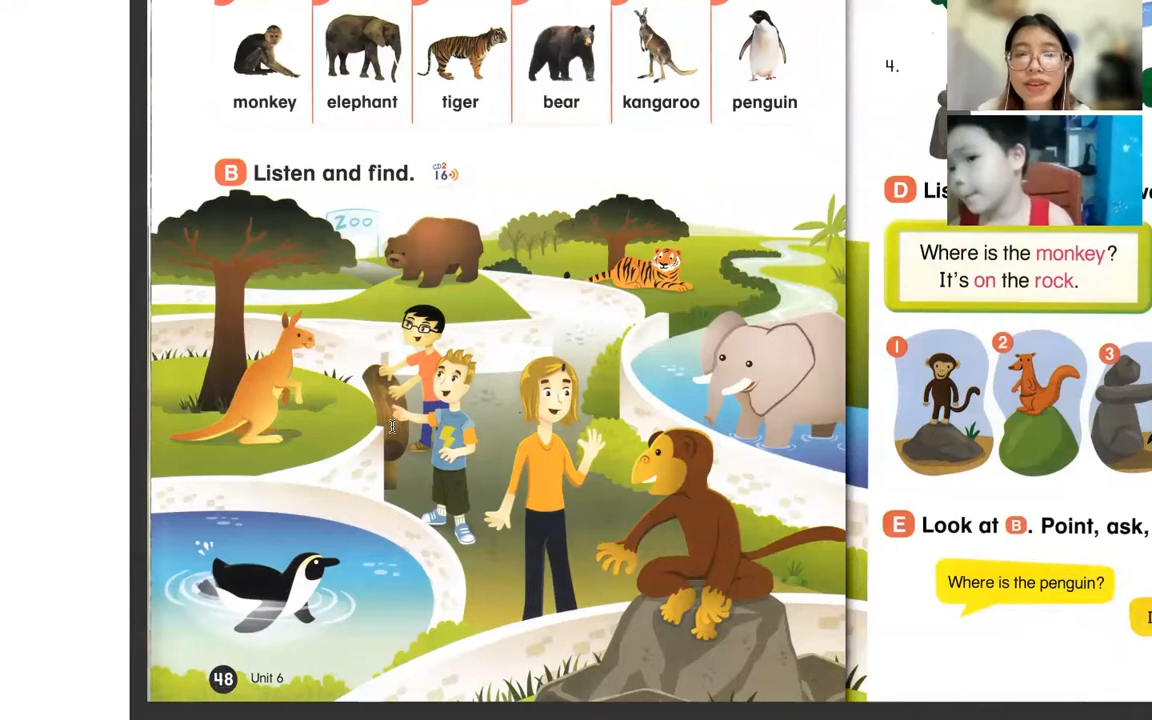 monkey elephant tiger bear kangaroo penguin
B Listen and find. CD2 16
ZOO
48 Unit 6
4.
D
Where is the monkey?
It's on the rock.
1 2 3
E Look at B. Point, ask,
Where is the penguin?